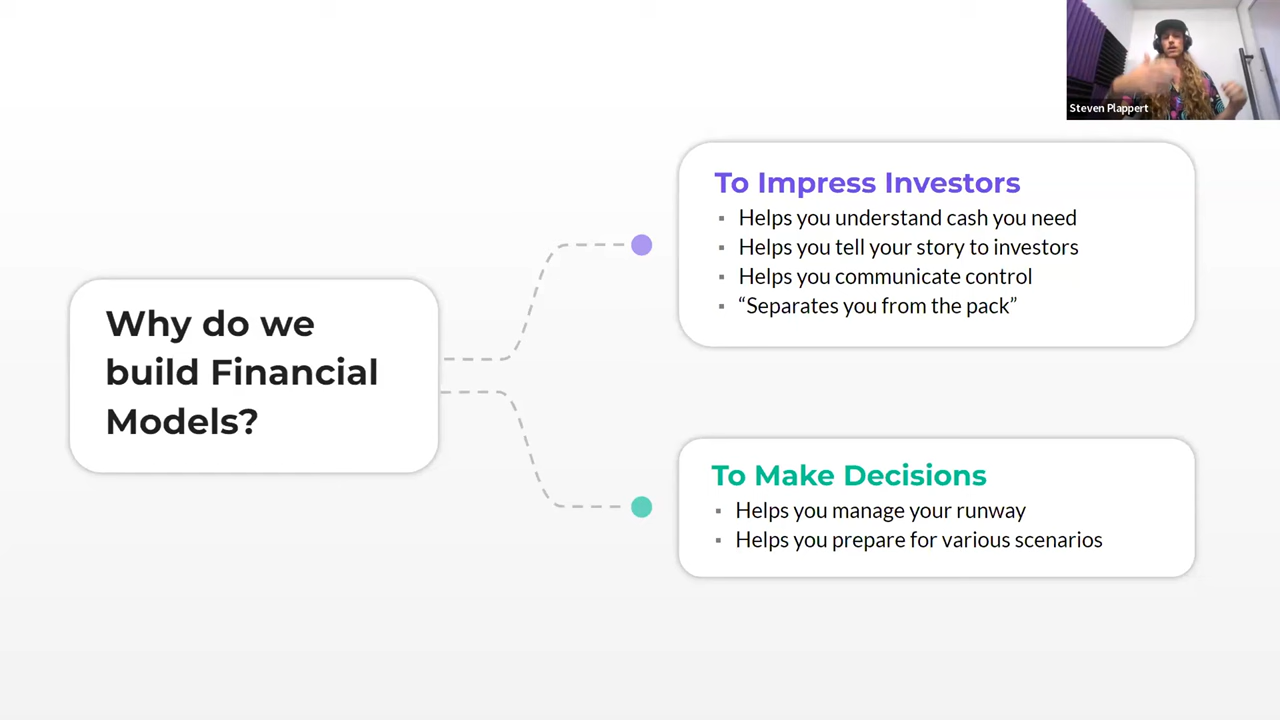 Steven Plappert
Why do we
build Financial
Models?
To Impress Investors
▪ Helps you understand cash you need
▪ Helps you tell your story to investors
▪ Helps you communicate control
▪ “Separates you from the pack”
To Make Decisions
▪ Helps you manage your runway
▪ Helps you prepare for various scenarios